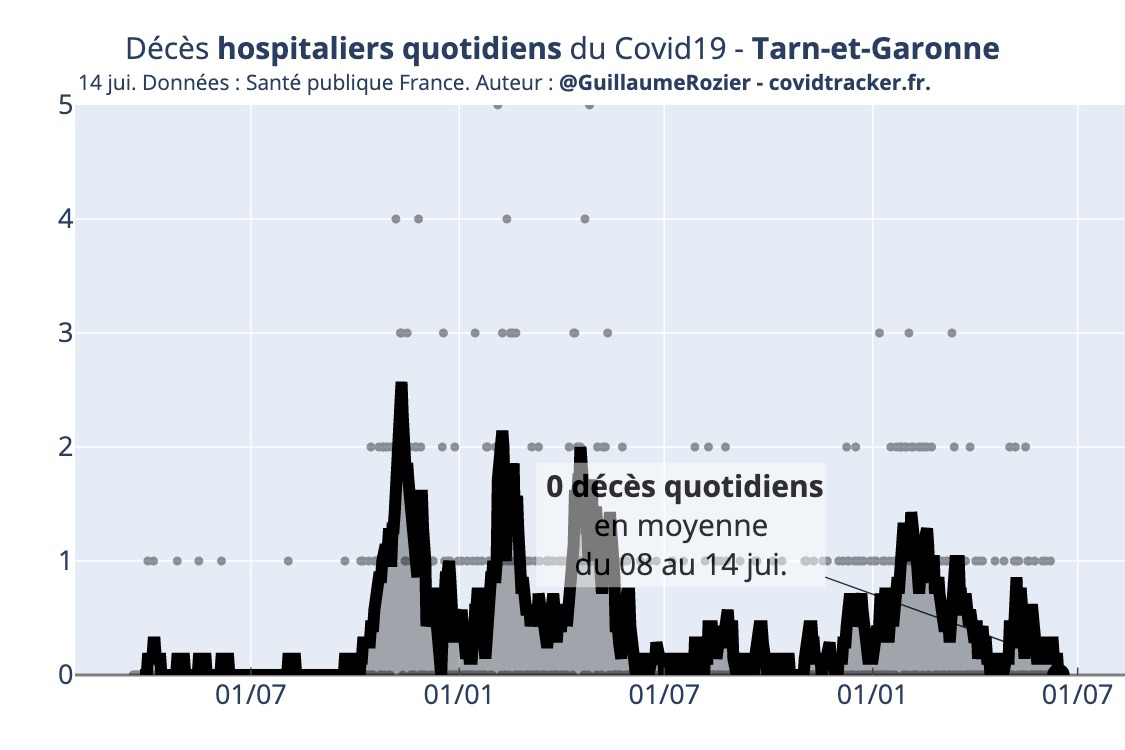 Décès hospitaliers quotidiens du Covid19 - Tarn-et-Garonne
14 jui. Données : Santé publique France. Auteur : @GuillaumeRozier - covidtracker.fr.
5
4
3
2
1
0
0 décès quotidiens
en moyenne
du 08 au 14 jui.
01/07 01/01 01/07 01/01 01/07